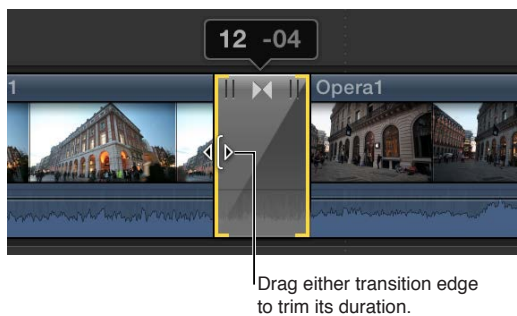 12 -04
1 Opera1
Drag either transition edge
to trim its duration.